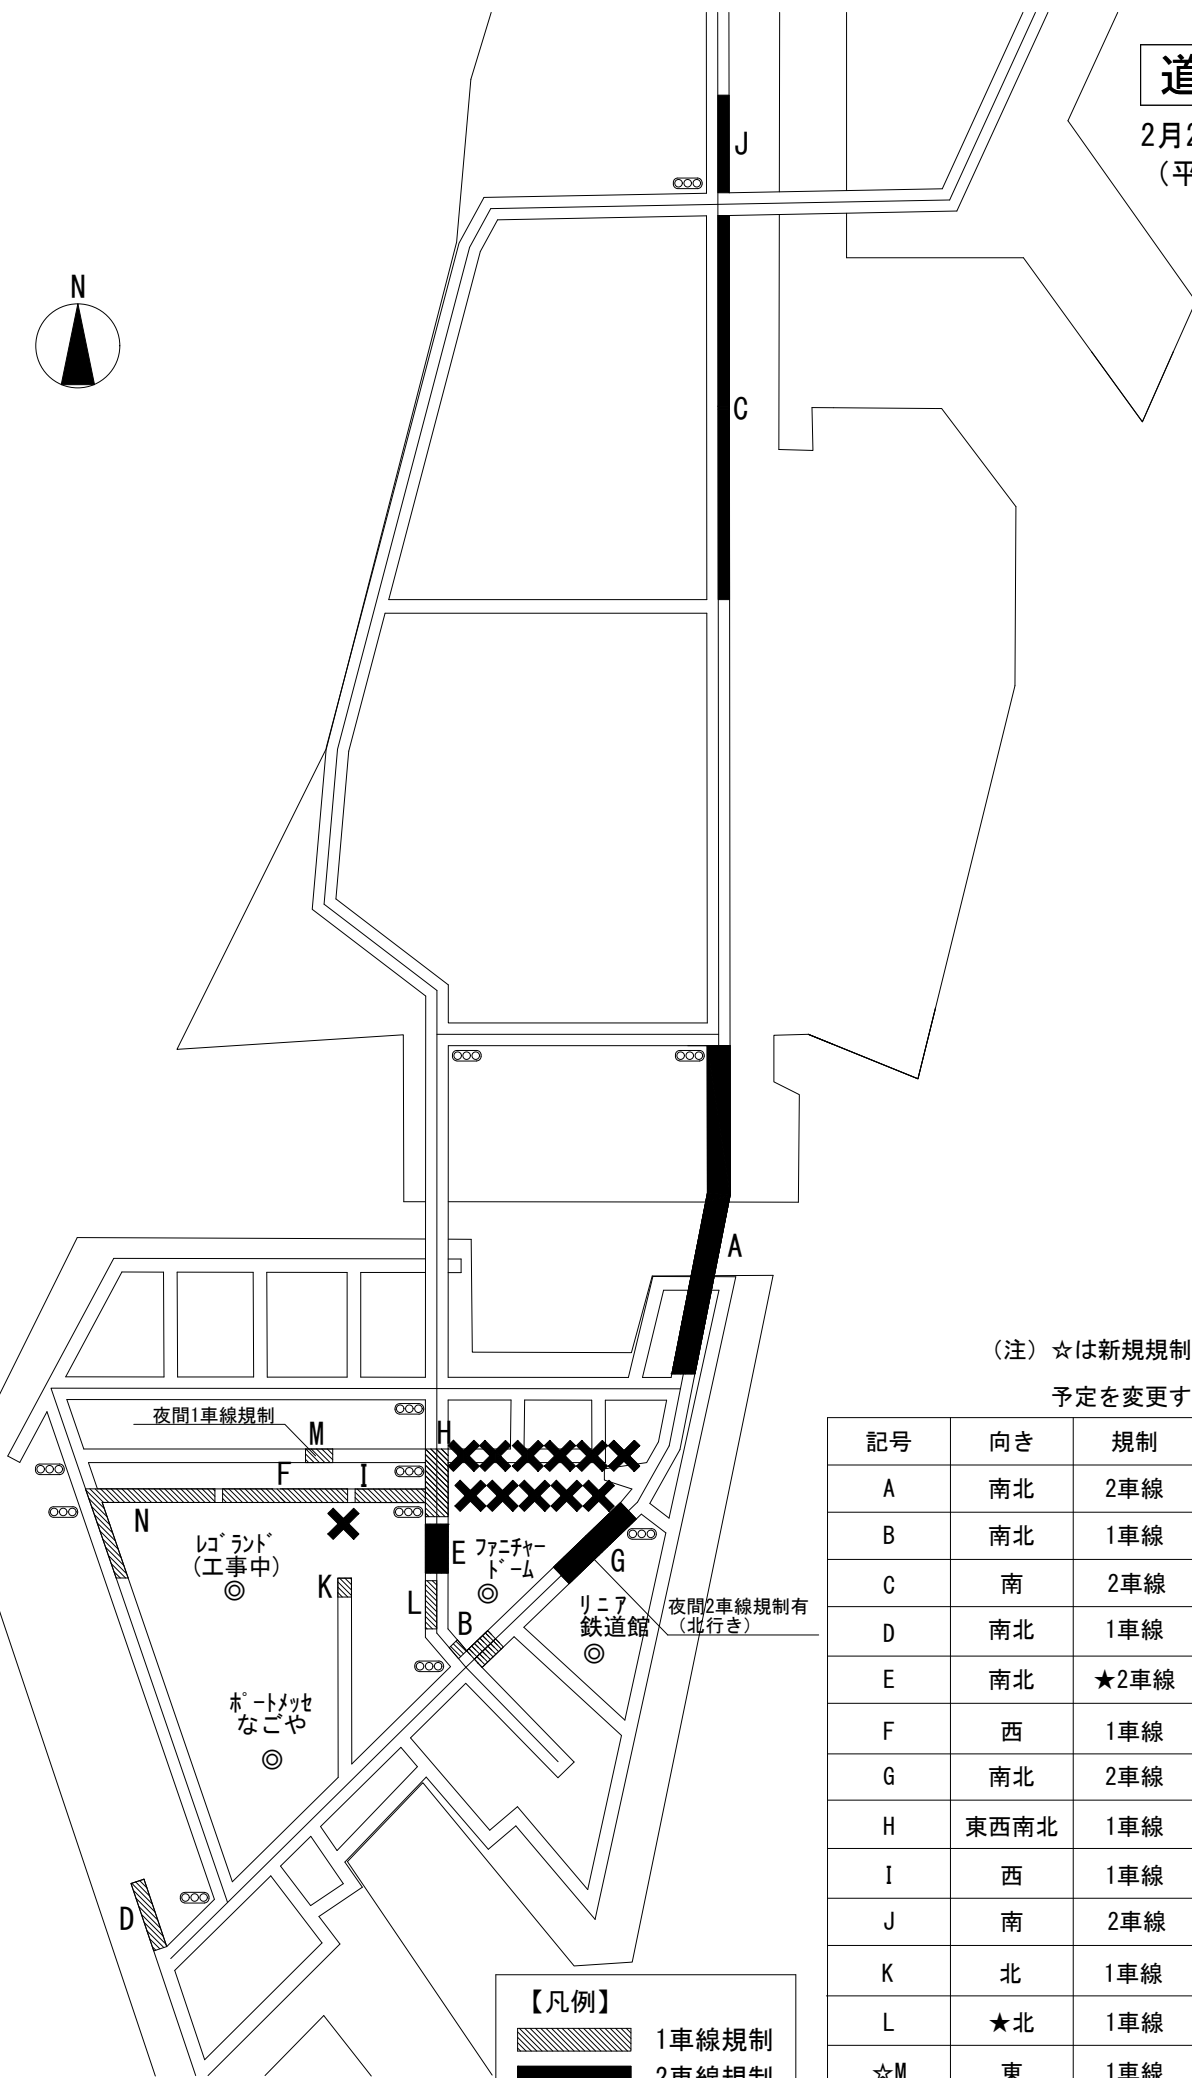 道
2月2
（平
J
N
C
A
（注）☆は新規規制
予定を変更す
夜間1車線規制
M
H
F
I
N
レゴランド
（工事中）
E
ファニチャー
ドーム
G
K
L
B
リニア
鉄道館
夜間2車線規制有
（北行き）
ポートメッセ
なごや
D
記号 向き 規制
A 南北 2車線
B 南北 1車線
C 南 2車線
D 南北 1車線
E 南北 ★2車線
F 西 1車線
G 南北 2車線
H 東西南北 1車線
I 西 1車線
J 南 2車線
K 北 1車線
L ★北 1車線
☆M 東 1車線
【凡例】
1車線規制
2車線規制